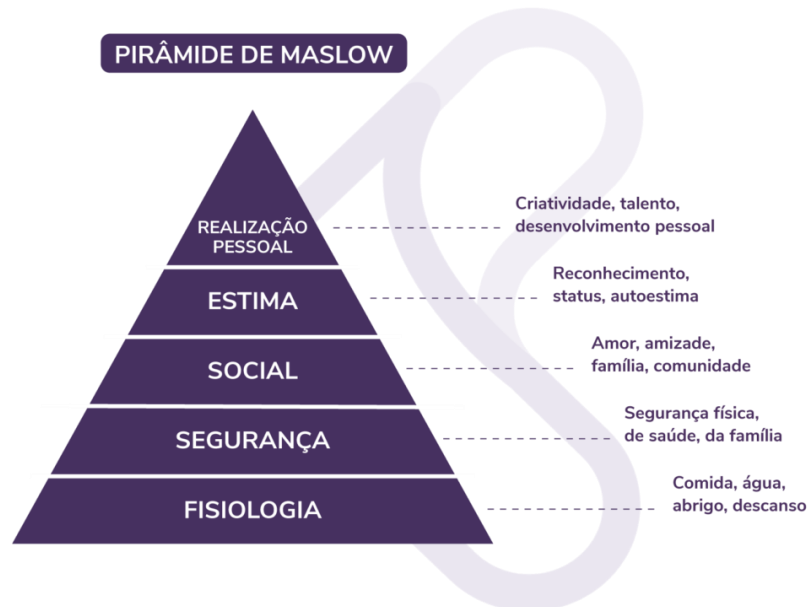 PIRÂMIDE DE MASLOW
REALIZAÇÃO
PESSOAL
Criatividade, talento,
desenvolvimento pessoal
ESTIMA
Reconhecimento,
status, autoestima
SOCIAL
Amor, amizade,
família, comunidade
SEGURANÇA
Segurança física,
de saúde, da família
FISIOLOGIA
Comida, água,
abrigo, descanso